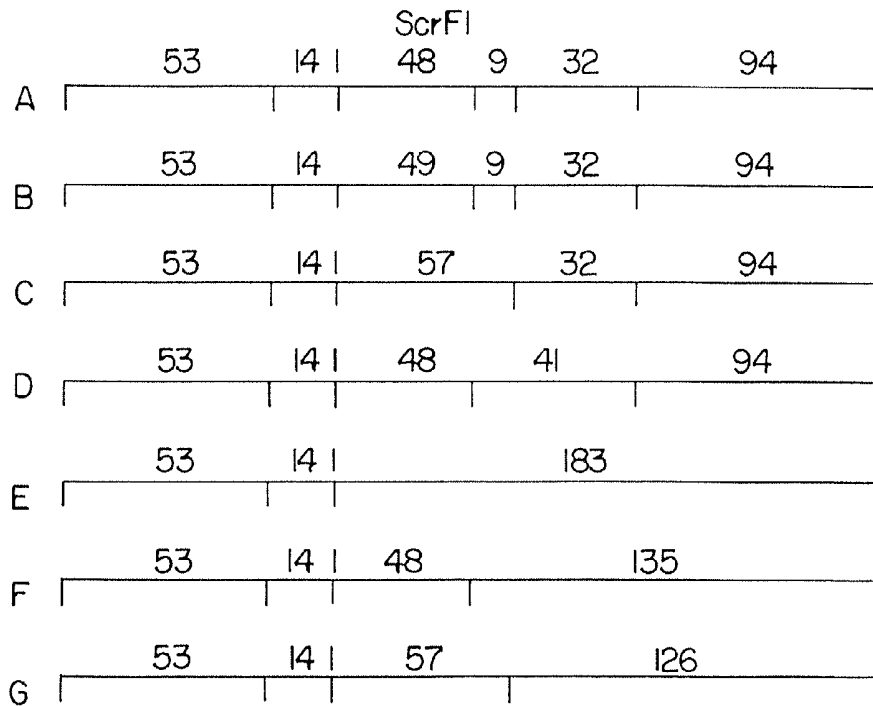 ScrFI
53 14 1 48 9 32 94
A
53 14 49 9 32 94
B
53 14 1 57 32 94
C
53 14 1 48 41 94
D
53 14 1 183
E
53 14 1 48 135
F
53 14 1 57 126
G